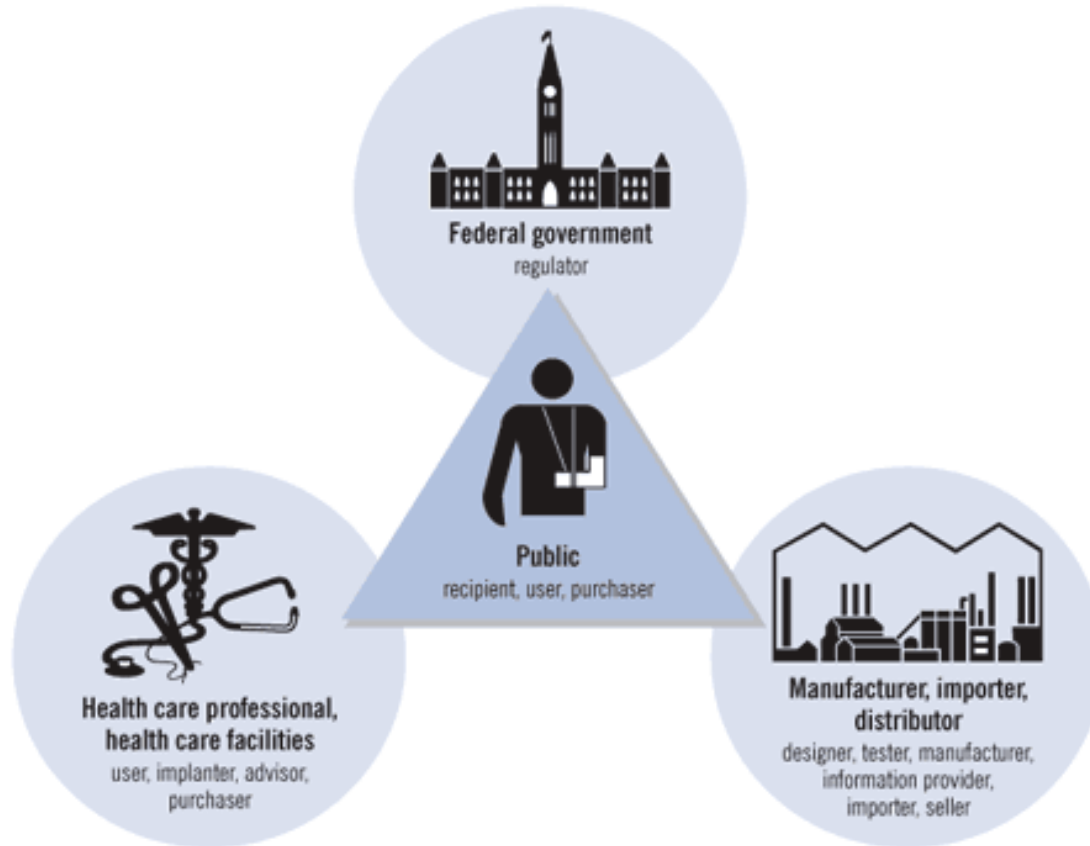 Federal government
regulator
Public
recipient, user, purchaser
Health care professional,
health care facilities
user, implanter, advisor,
purchaser
Manufacturer, importer,
distributor
designer, tester, manufacturer,
information provider,
importer, seller